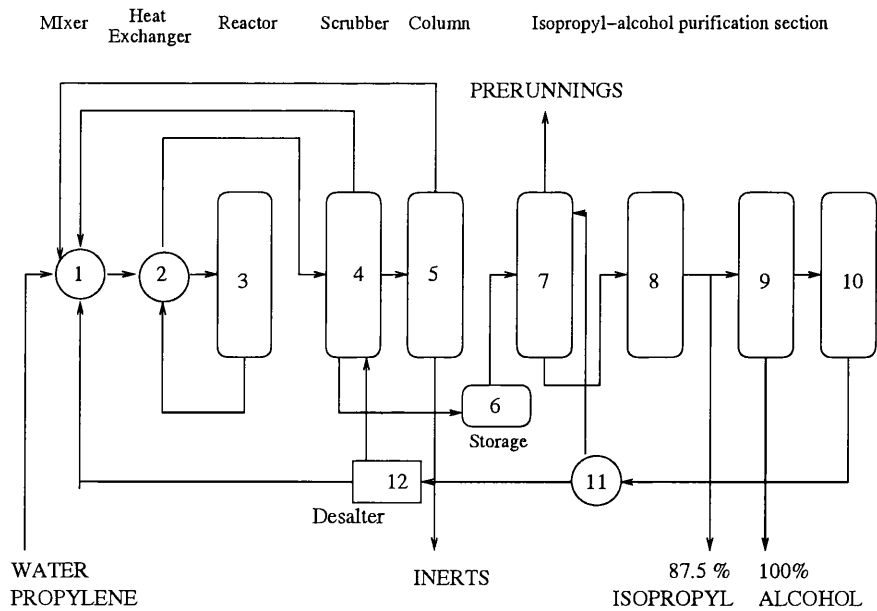 MIxer
Heat
Exchanger
Reactor
Scrubber
Column
Isopropyl-alcohol purification section
PRERUNNINGS
1
2
3
4
5
6
Storage
7
8
9
10
11
12
Desalter
WATER
PROPYLENE
INERTS
87.5 %
ISOPROPYL
100%
ALCOHOL